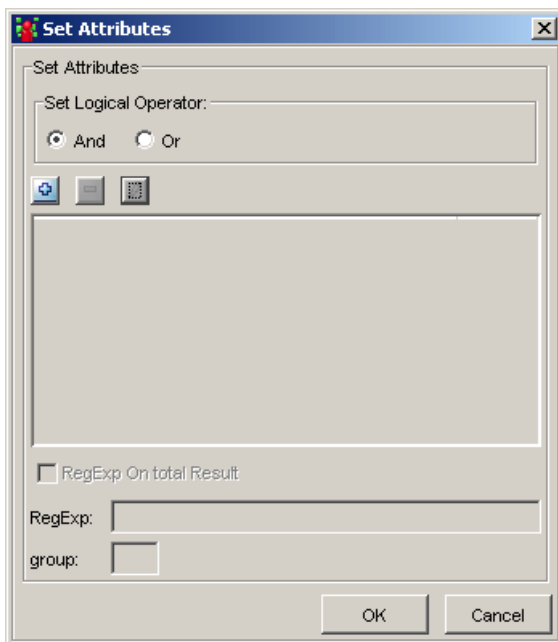 Set Attributes
Set Attributes
Set Logical Operator:
And Or
RegExp On total Result
RegExp:
group:
OK Cancel